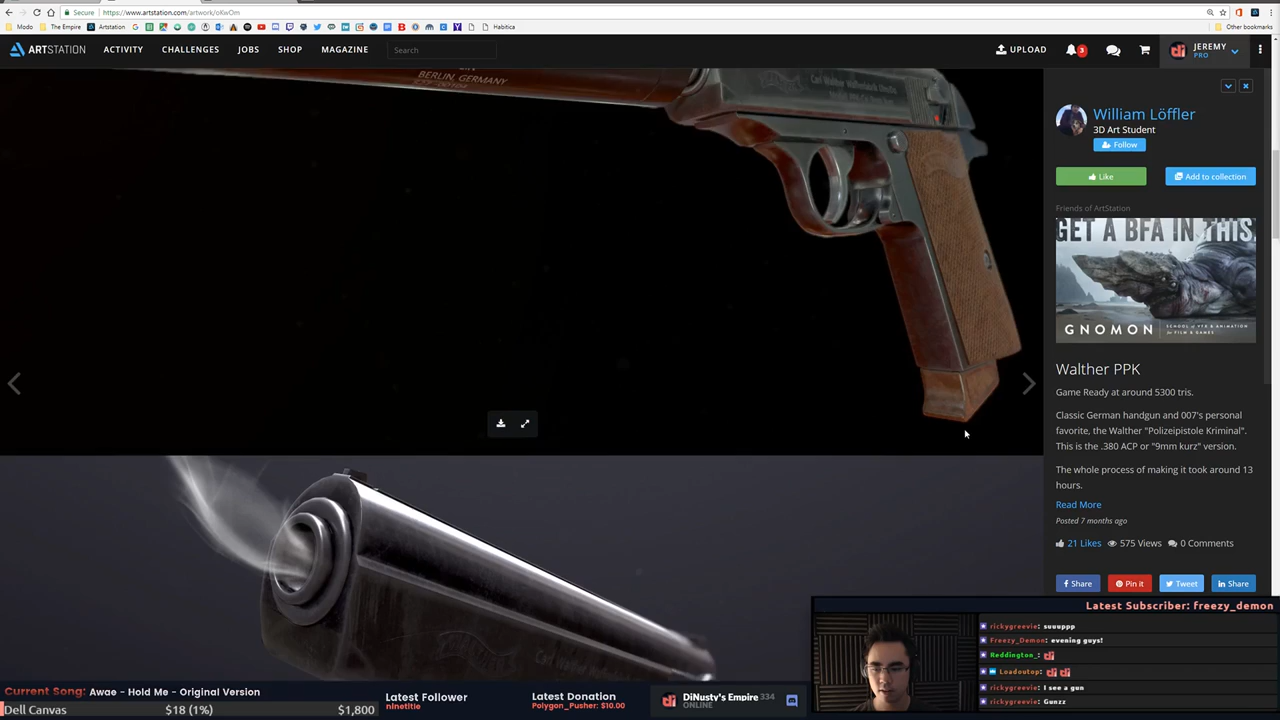 Secure
https://www.artstation.com/artwork/oKwOm
Modo
The Empire
Artstation
Habitica
Other bookmarks
ARTSTATION
ACTIVITY
CHALLENGES
JOBS
SHOP
MAGAZINE
Search
UPLOAD
3
JEREMY
PRO
BERLIN, GERMANY
William Löffler
3D Art Student
Follow
Like
Add to collection
Friends of ArtStation
GET A BFA IN THIS
GNOMON
SCHOOL of VFX & ANIMATION
for FILM & GAMES
Walther PPK
Game Ready at around 5300 tris.
Classic German handgun and 007's personal
favorite, the Walther "Polizeipistole Kriminal".
This is the .380 ACP or "9mm kurz" version.
The whole process of making it took around 13
hours.
Read More
Posted 7 months ago
21 Likes 575 Views 0 Comments
Share
Pin it
Tweet
Share
Latest Subscriber: freezy_demon
rickygreevie: suuuppp
Freezy_Demon: evening guys!
Reddington_:
Loadoutop:
rickygreevie: I see a gun
rickygreevie: Gunzz
Current Song: Awae - Hold Me - Original Version
Dell Canvas $18 (1%) $1,800
Latest Follower
n1netitie
Latest Donation
Polygon_Pusher: $10.00
DiNusty's Empire 334
ONLINE